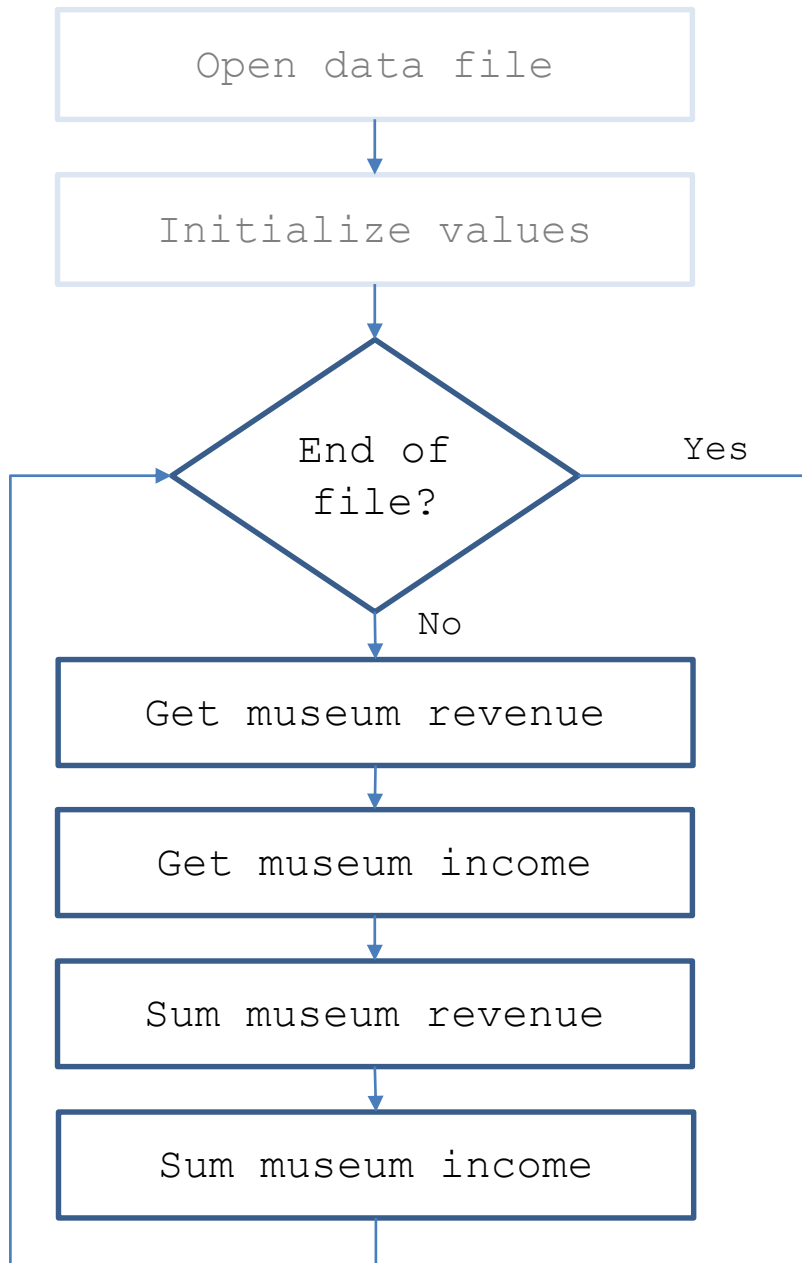 Open data file
Initialize values
End of
file?
Yes
No
Get museum revenue
Get museum income
Sum museum revenue
Sum museum income